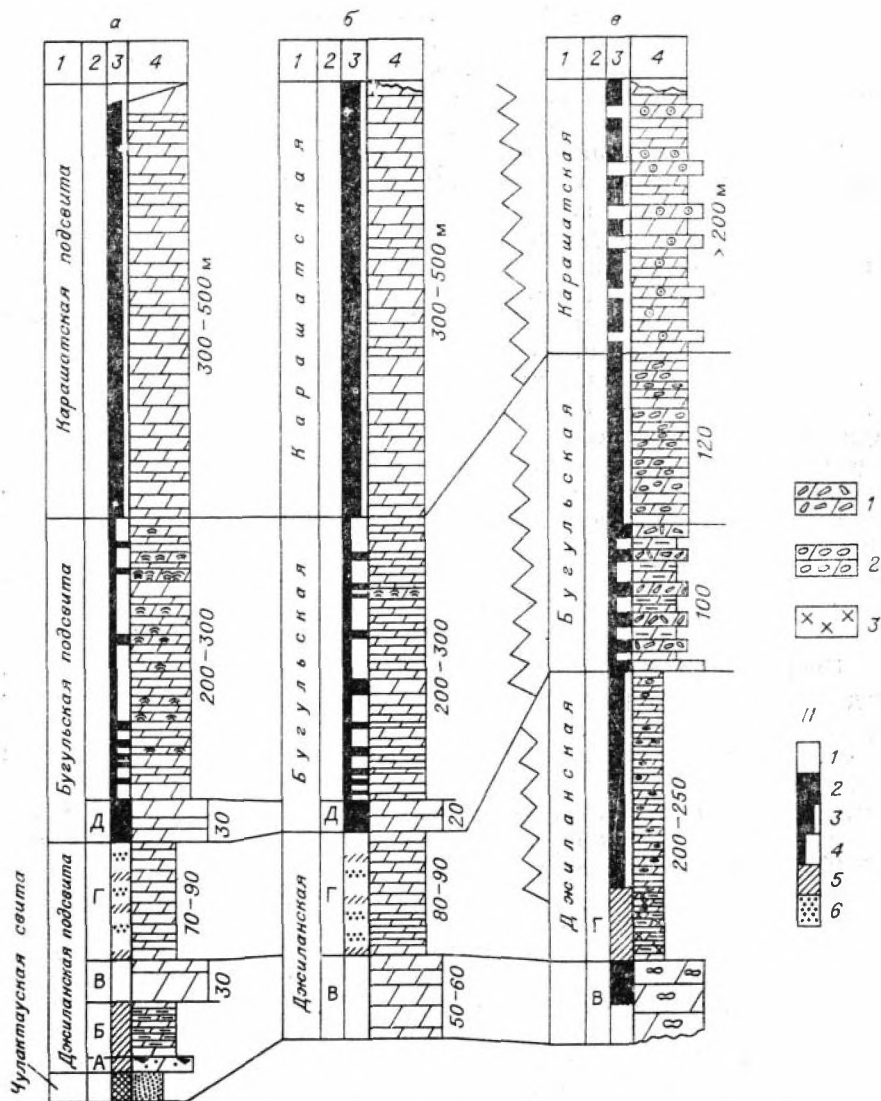 а
1 2 3 4
Карашатская подсвита
300–500 м
Бугульская подсвита
200–300
Д
30
Джиланская подсвита
Г
70–90
В
30
Б
А
Чулактауская свита
б
1 2 3 4
Карашатская
300–500 м
Бугульская
200–300
Д
20
Джиланская
Г
80–90
В
50–60
в
1 2 3 4
Карашатская
> 200 м
Бугульская
120
100
Джиланская
200–250
Г
В
1
2
3
II
1
2
3
4
5
6